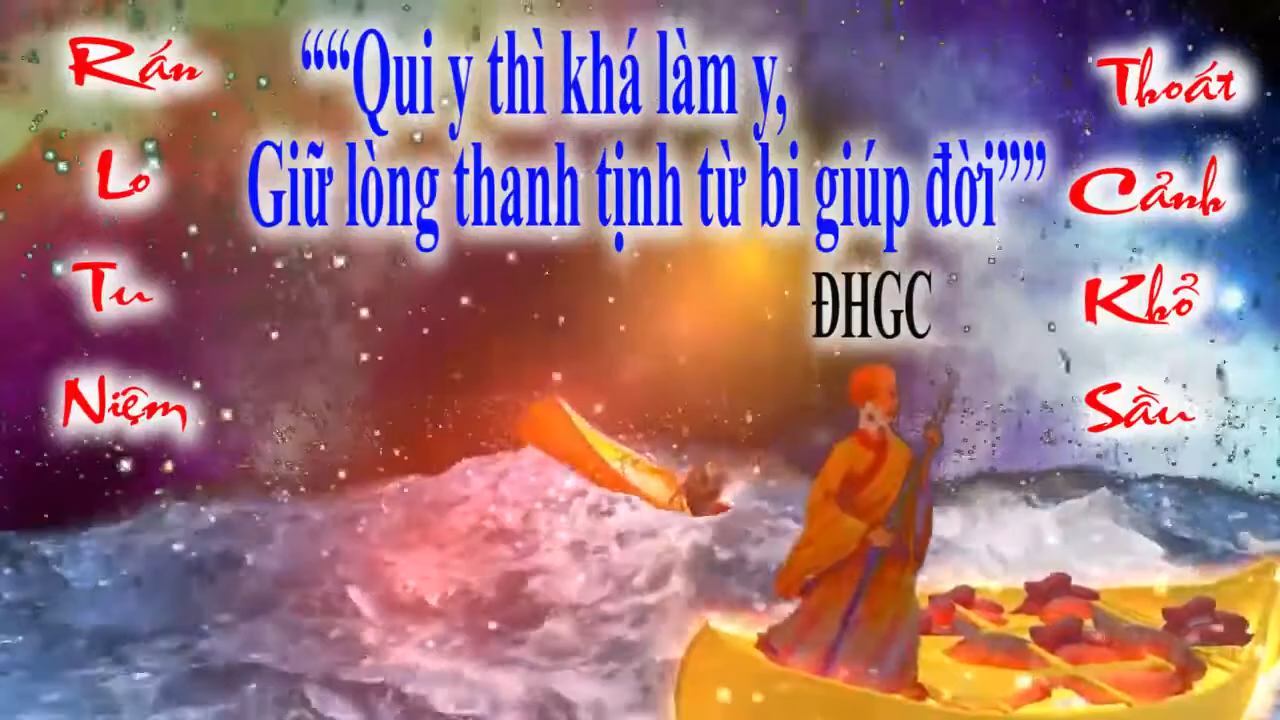 Rấn
Lo
Tu
Niệm
““Qui y thì khá làm y,
Giữ lòng thanh tịnh từ bi giúp đời””
ĐHGC
Thoát
Cảnh
Khổ
Sầu